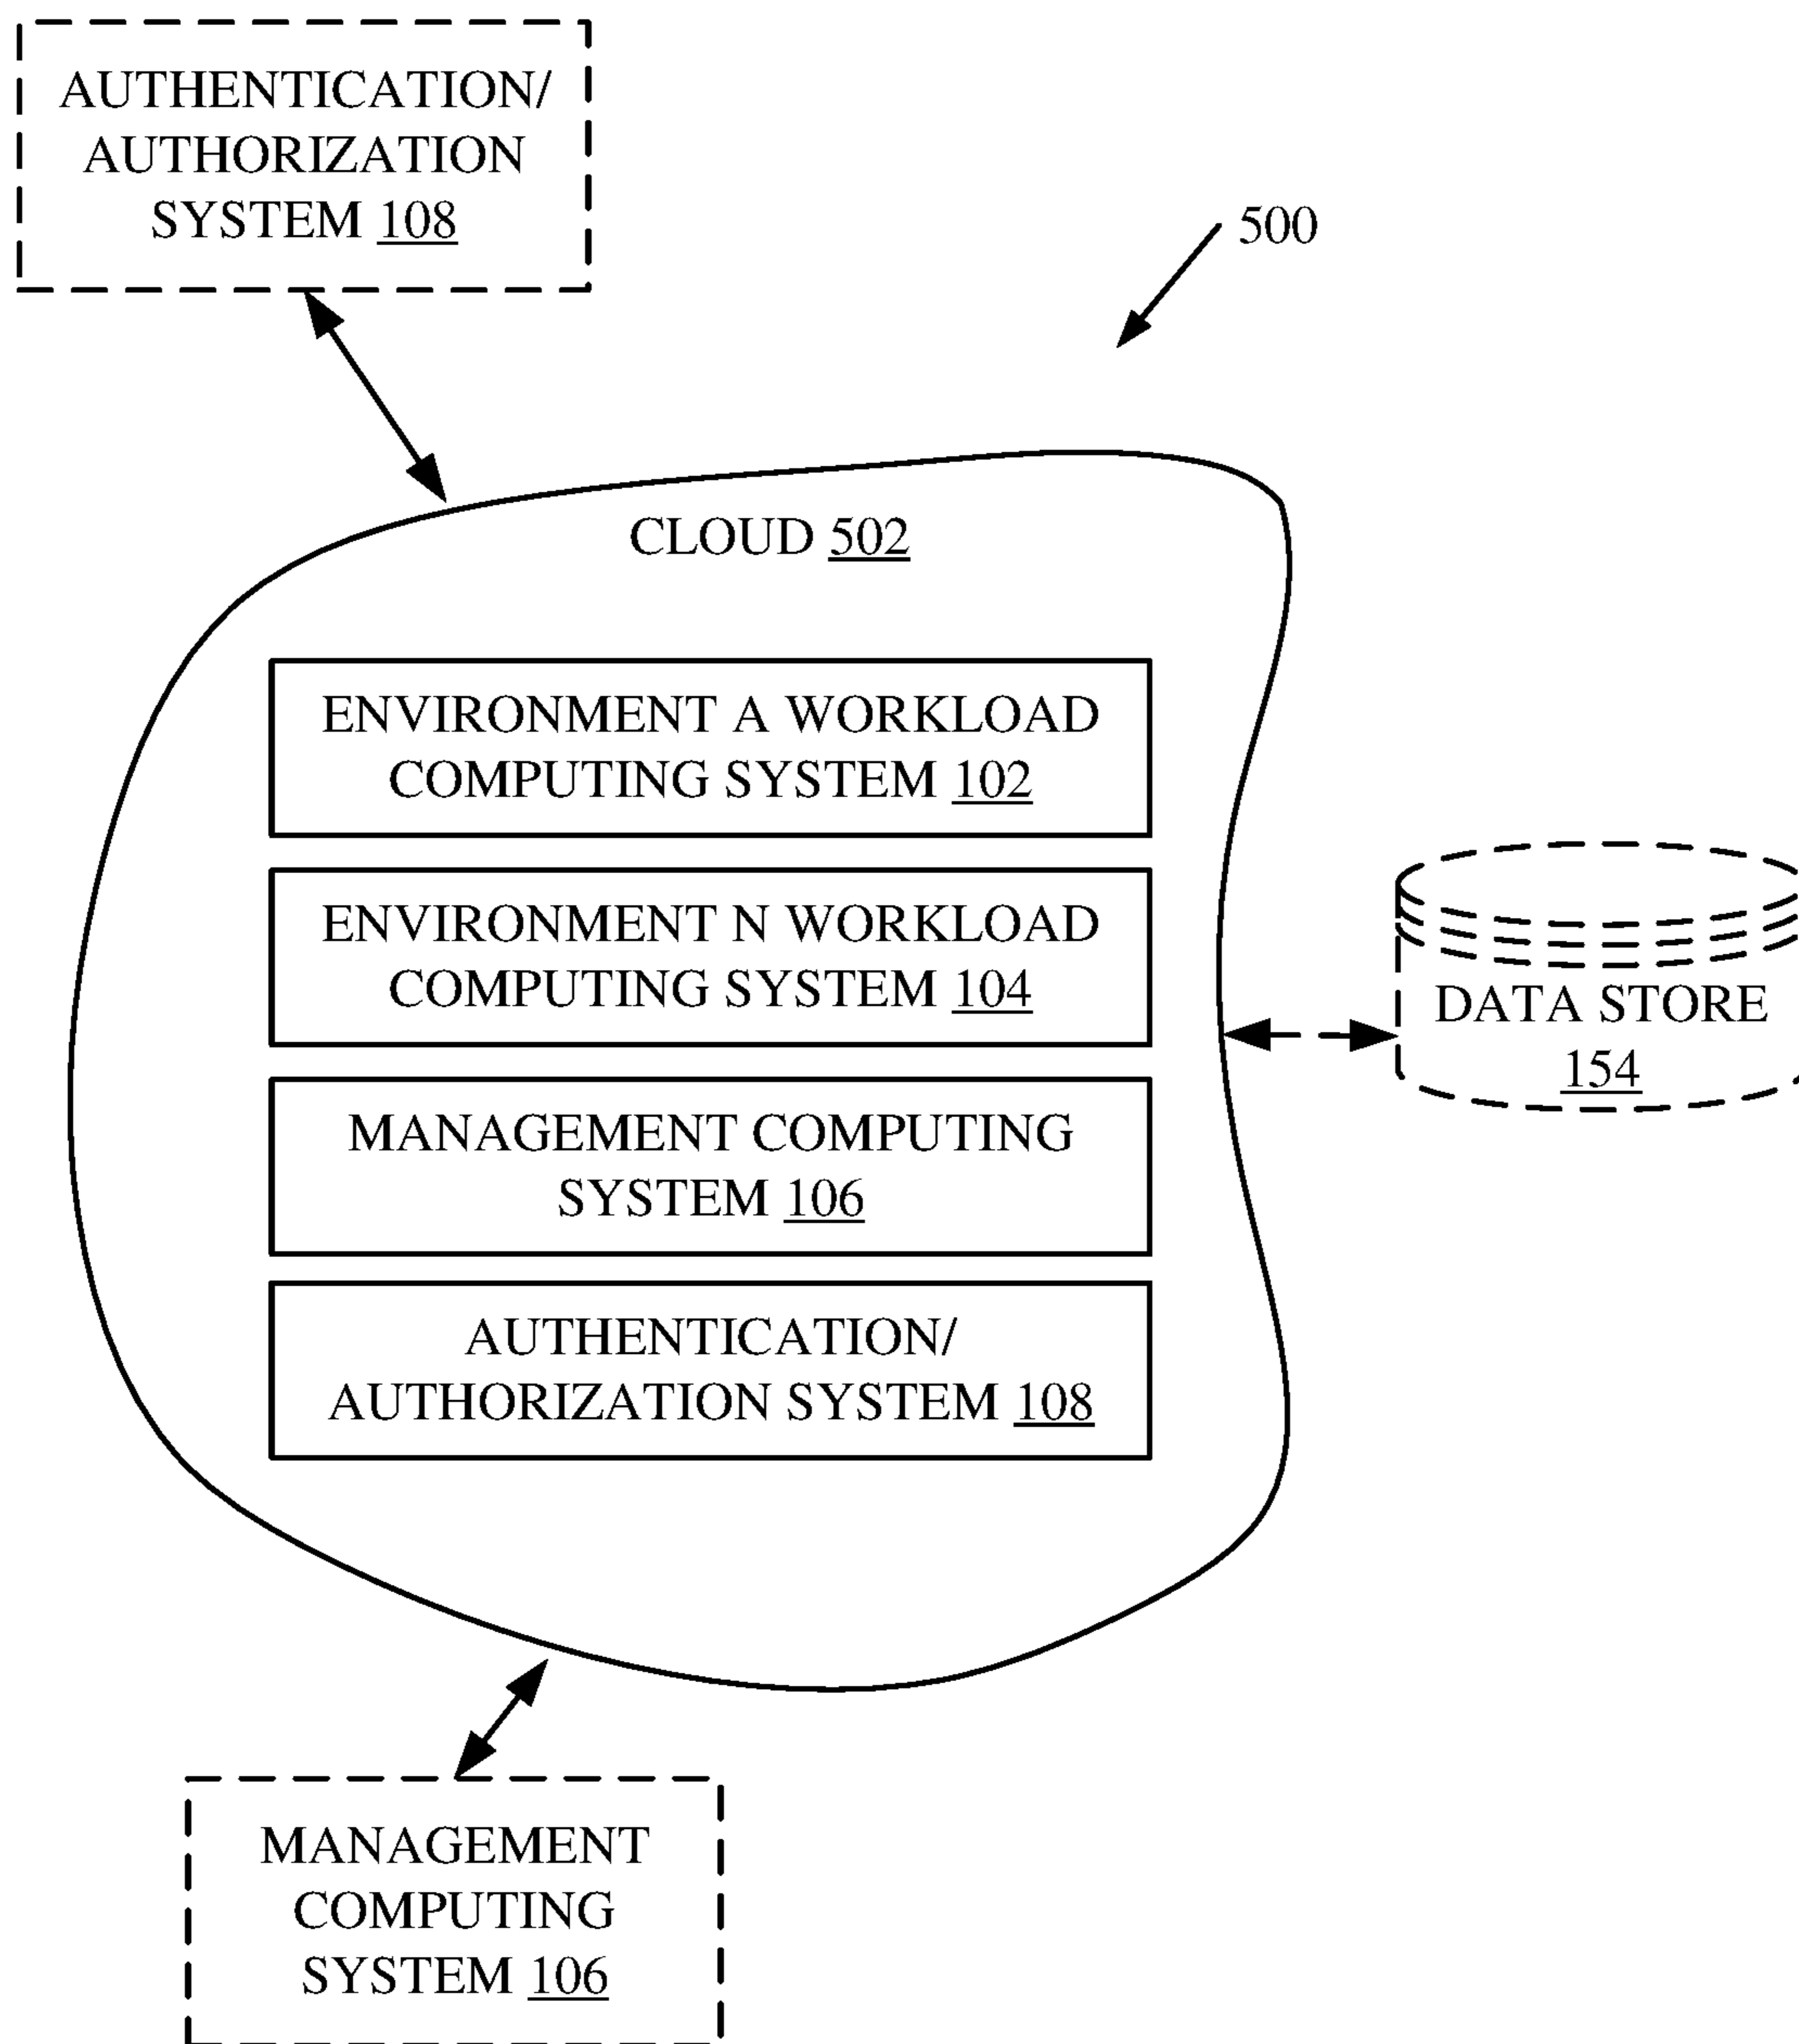 AUTHENTICATION/
AUTHORIZATION
SYSTEM 108
500
CLOUD 502
ENVIRONMENT A WORKLOAD
COMPUTING SYSTEM 102
ENVIRONMENT N WORKLOAD
COMPUTING SYSTEM 104
DATA STORE
154
MANAGEMENT COMPUTING
SYSTEM 106
AUTHENTICATION/
AUTHORIZATION SYSTEM 108
MANAGEMENT
COMPUTING
SYSTEM 106